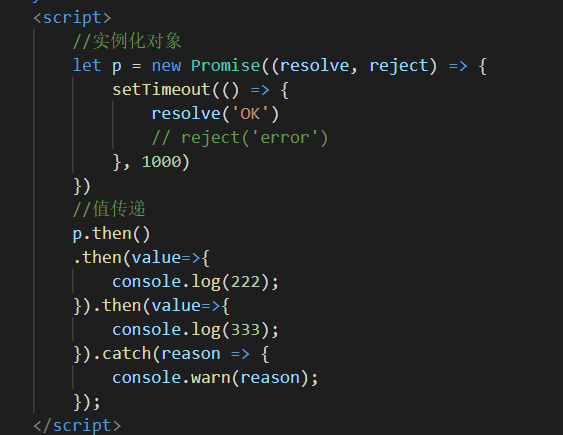 <script>
//实例化对象
let p = new Promise((resolve, reject) => {
setTimeout(() => {
resolve('OK')
// reject('error')
}, 1000)
})
//值传递
p.then()
.then(value=>{
console.log(222);
}).then(value=>{
console.log(333);
}).catch(reason => {
console.warn(reason);
});
</script>